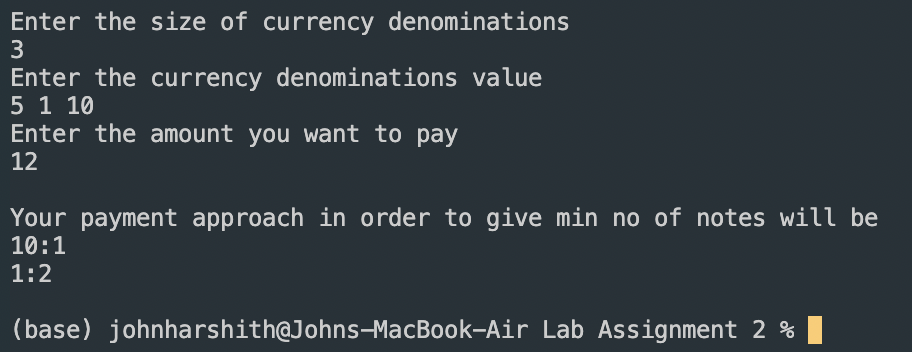 Enter the size of currency denominations
3
Enter the currency denominations value
5 1 10
Enter the amount you want to pay
12
Your payment approach in order to give min no of notes will be
10:1
1:2
(base) johnharshith@Johns-MacBook-Air Lab Assignment 2 %